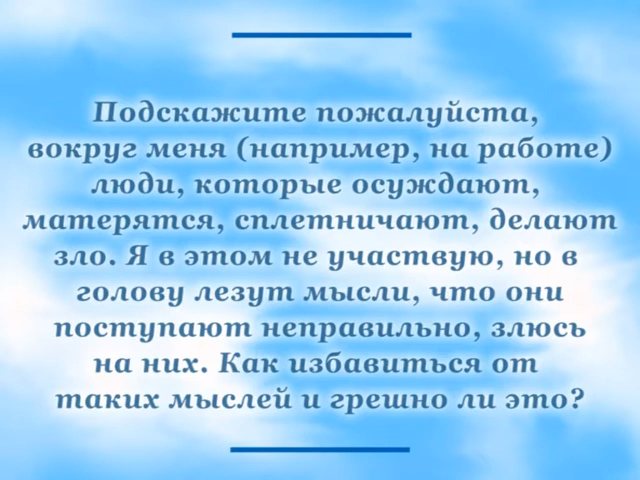 Подскажите пожалуйста,
вокруг меня (например, на работе)
люди, которые осуждают,
матерятся, сплетничают, делают
зло. Я в этом не участвую, но в
голову лезут мысли, что они
поступают неправильно, злюсь
на них. Как избавиться от
таких мыслей и грешно ли это?